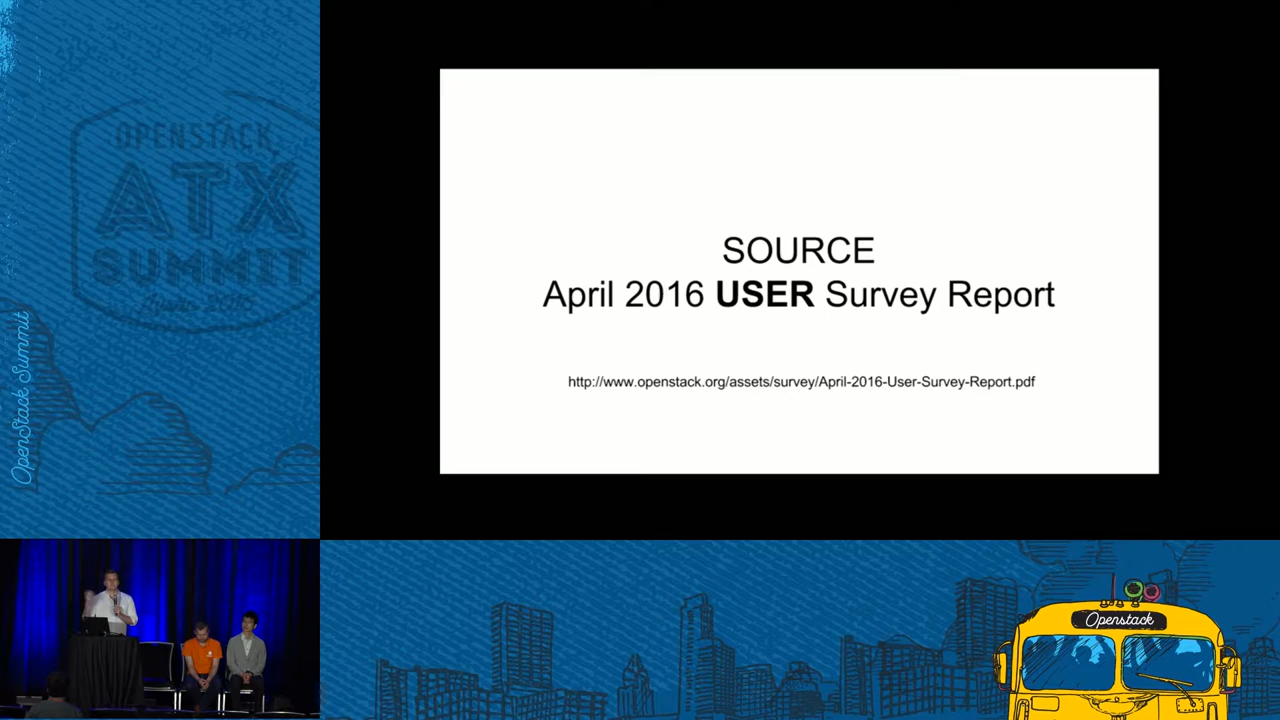 OPENSTACK
ATX
SUMMIT
OpenStack Summit
SOURCE
April 2016 USER Survey Report
http://www.openstack.org/assets/survey/April-2016-User-Survey-Report.pdf
Openstack